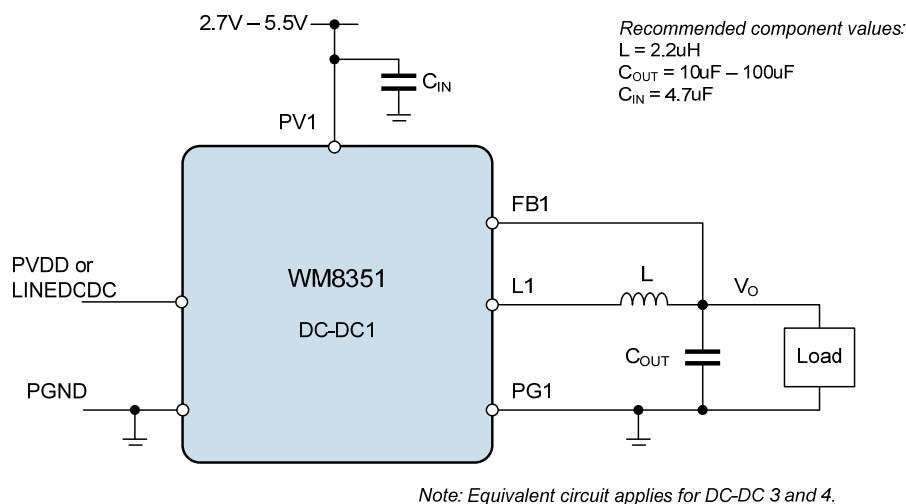 2.7V – 5.5V
Recommended component values:
L = 2.2uH
COUT = 10uF – 100uF
CIN = 4.7uF
CIN
PV1
FB1
PVDD or
LINEDCDC
WM8351
DC-DC1
L1
L
VO
COUT
Load
PGND
PG1
Note: Equivalent circuit applies for DC-DC 3 and 4.